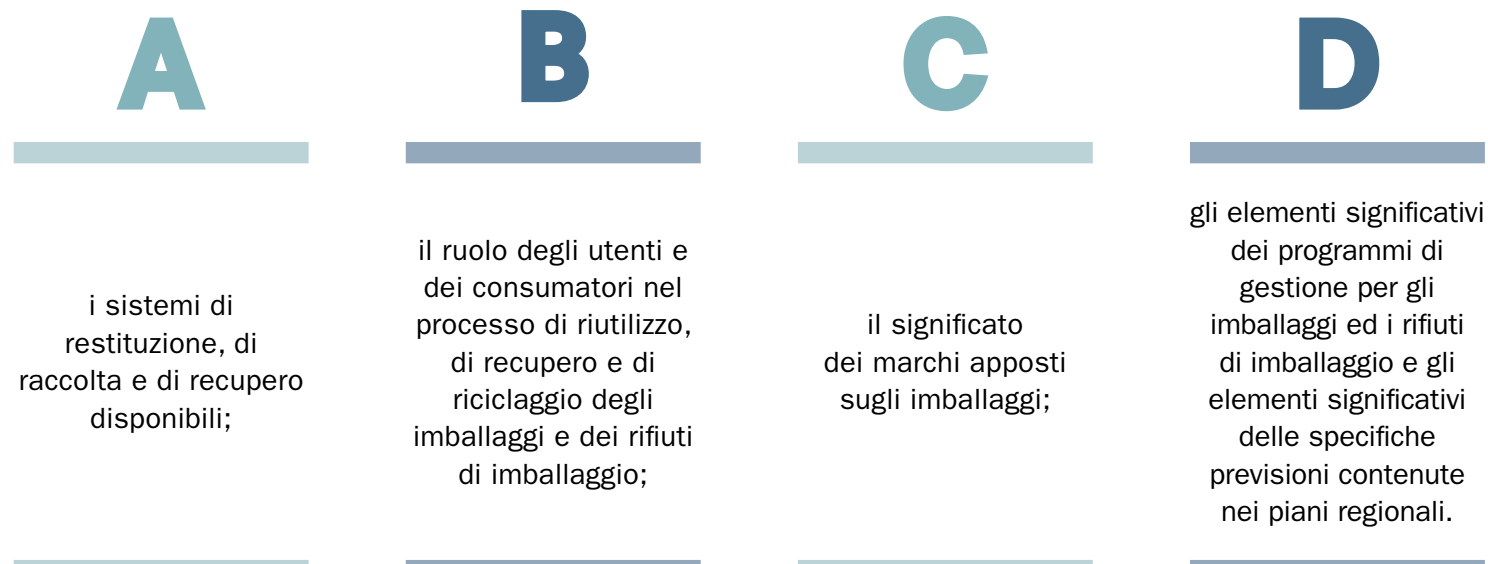 A
i sistemi di
restituzione, di
raccolta e di recupero
disponibili;
B
il ruolo degli utenti e
dei consumatori nel
processo di riutilizzo,
di recupero e di
riciclaggio degli
imballaggi e dei rifiuti
di imballaggio;
C
il significato
dei marchi apposti
sugli imballaggi;
D
gli elementi significativi
dei programmi di
gestione per gli
imballaggi ed i rifiuti
di imballaggio e gli
elementi significativi
delle specifiche
previsioni contenute
nei piani regionali.